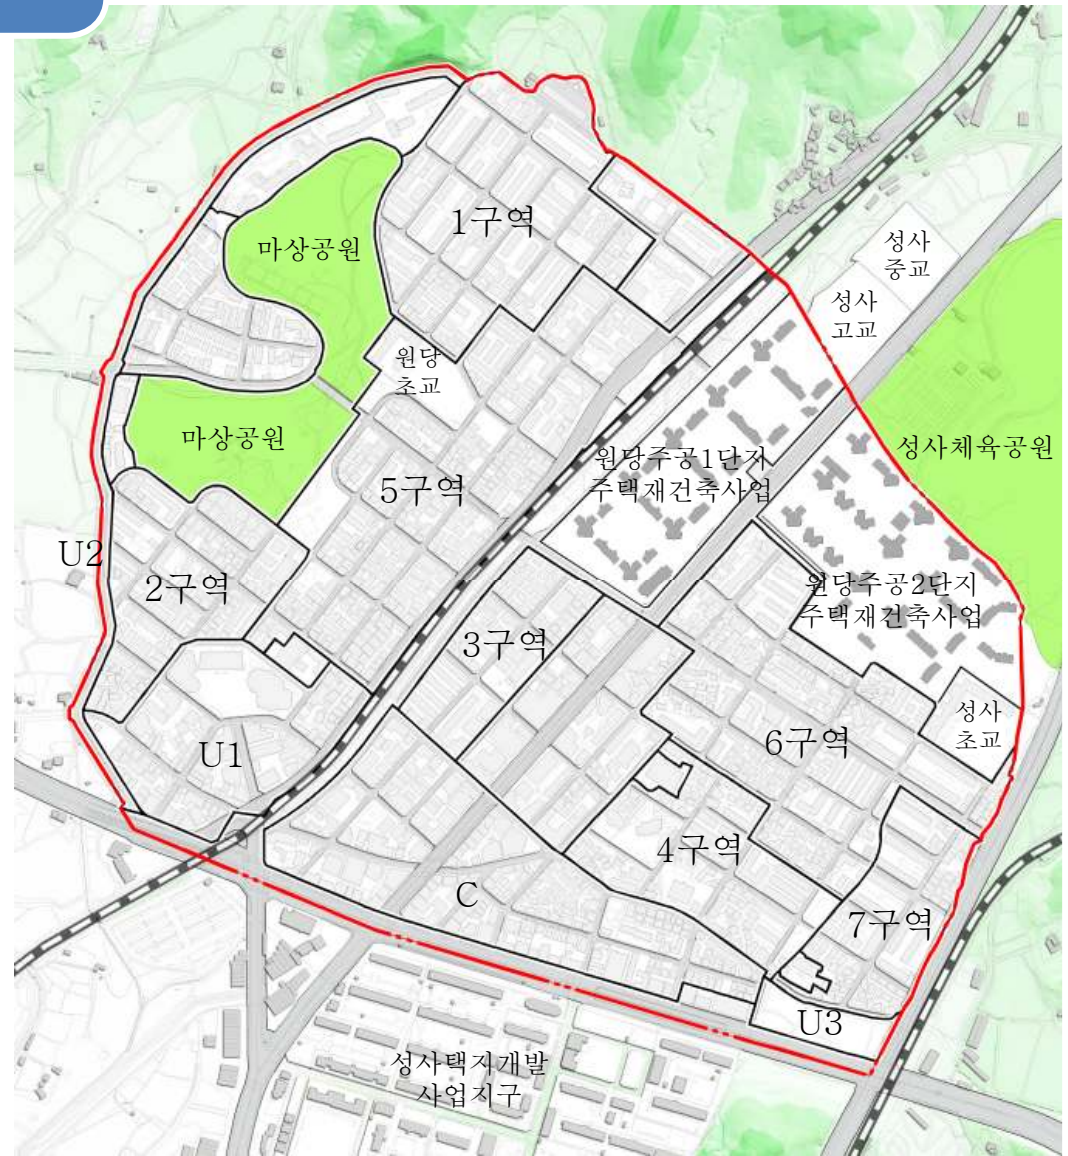 1구역
마상공원
성사
중교
성사
고교
원당
초교
마상공원
5구역
원당주공1단지
주택재건축사업
성사체육공원
U2
2구역
원당주공2단지
주택재건축사업
3구역
성사
초교
6구역
U1
4구역
C
7구역
U3
성사택지개발
사업지구